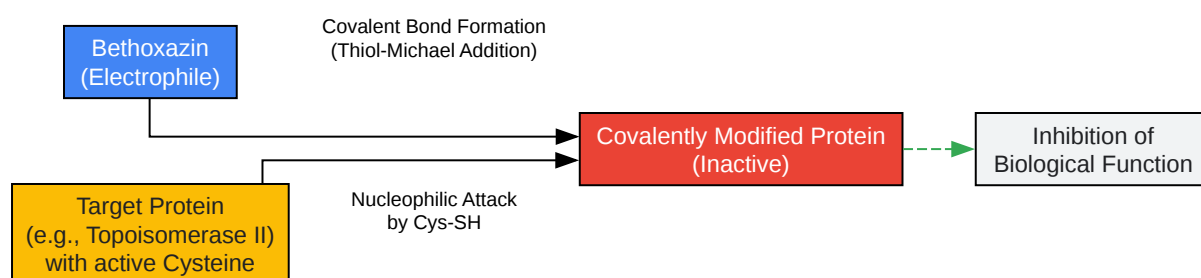 Covalent Bond Formation
(Thiol-Michael Addition)
Bethoxazin
(Electrophile)
Covalently Modified Protein
(Inactive)
Inhibition of
Biological Function
Nucleophilic Attack
by Cys-SH
Target Protein
(e.g., Topoisomerase II)
with active Cysteine